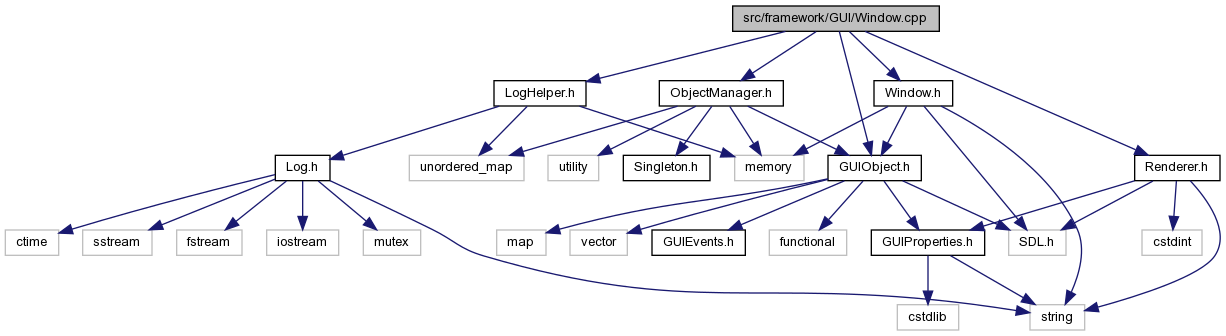 src/framework/GUI/Window.cpp
LogHelper.h
ObjectManager.h
Window.h
Log.h
unordered_map
utility
Singleton.h
memory
GUIObject.h
Renderer.h
ctime
sstream
fstream
iostream
mutex
map
vector
GUIEvents.h
functional
GUIProperties.h
SDL.h
cstdint
cstdlib
string